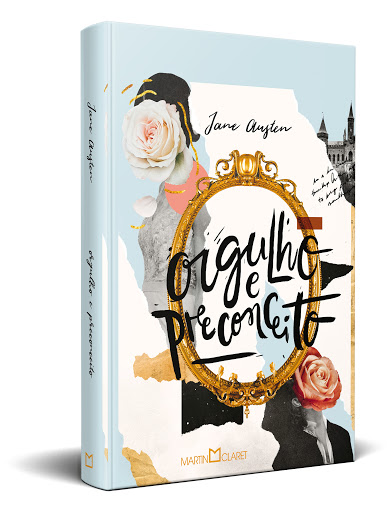 Jane Austen
orgulho e preconceito
Jane Austen
orgulho
e
preconceito
MARTIN CLARET